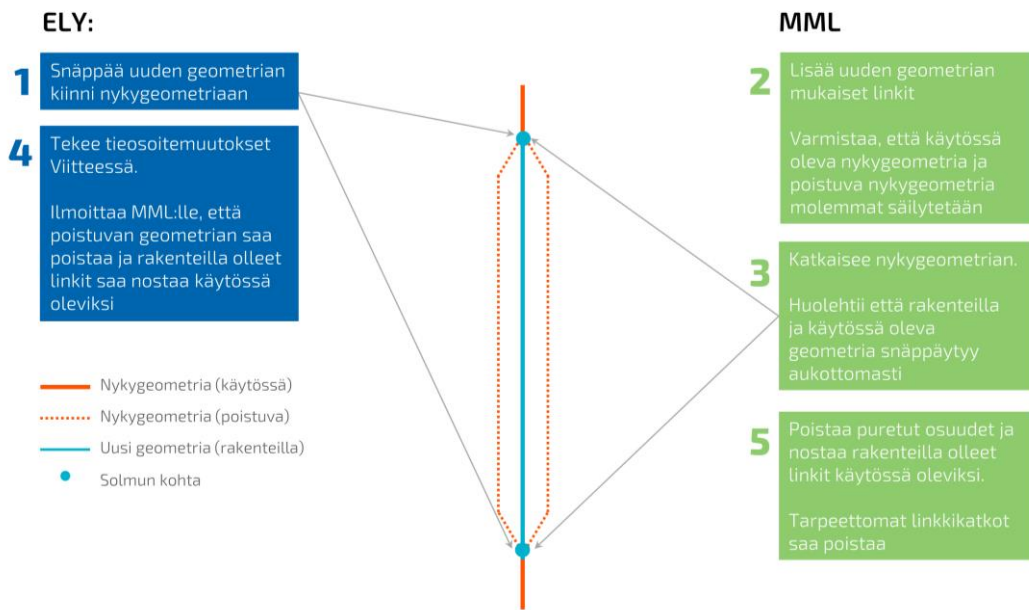 ELY:
1
Snäppää uuden geometrian
kiinni nykygeometriaan
4
Tekee tieosoitemuutokset
Viitteessä.
Ilmoittaa MML:lle, että
poistuvan geometrian saa
poistaa ja rakenteilla olleet
linkit saa nostaa käytössä
oleviksi
Nykygeometria (käytössä)
Nykygeometria (poistuva)
Uusi geometria (rakenteilla)
Solmun kohta
MML
2
Lisää uuden geometrian
mukaiset linkit
Varmistaa, että käytössä
oleva nykygeometria ja
poistuva nykygeometria
molemmat säilytetään
3
Katkaisee nykygeometrian.
Huolehtii että rakenteilla
ja käytössä oleva
geometria snäppäytyy
aukottomasti
5
Poistaa puretut osuudet ja
nostaa rakenteilla olleet
linkit käytössä oleviksi.
Tarpeettomat linkkikatkot
saa poistaa